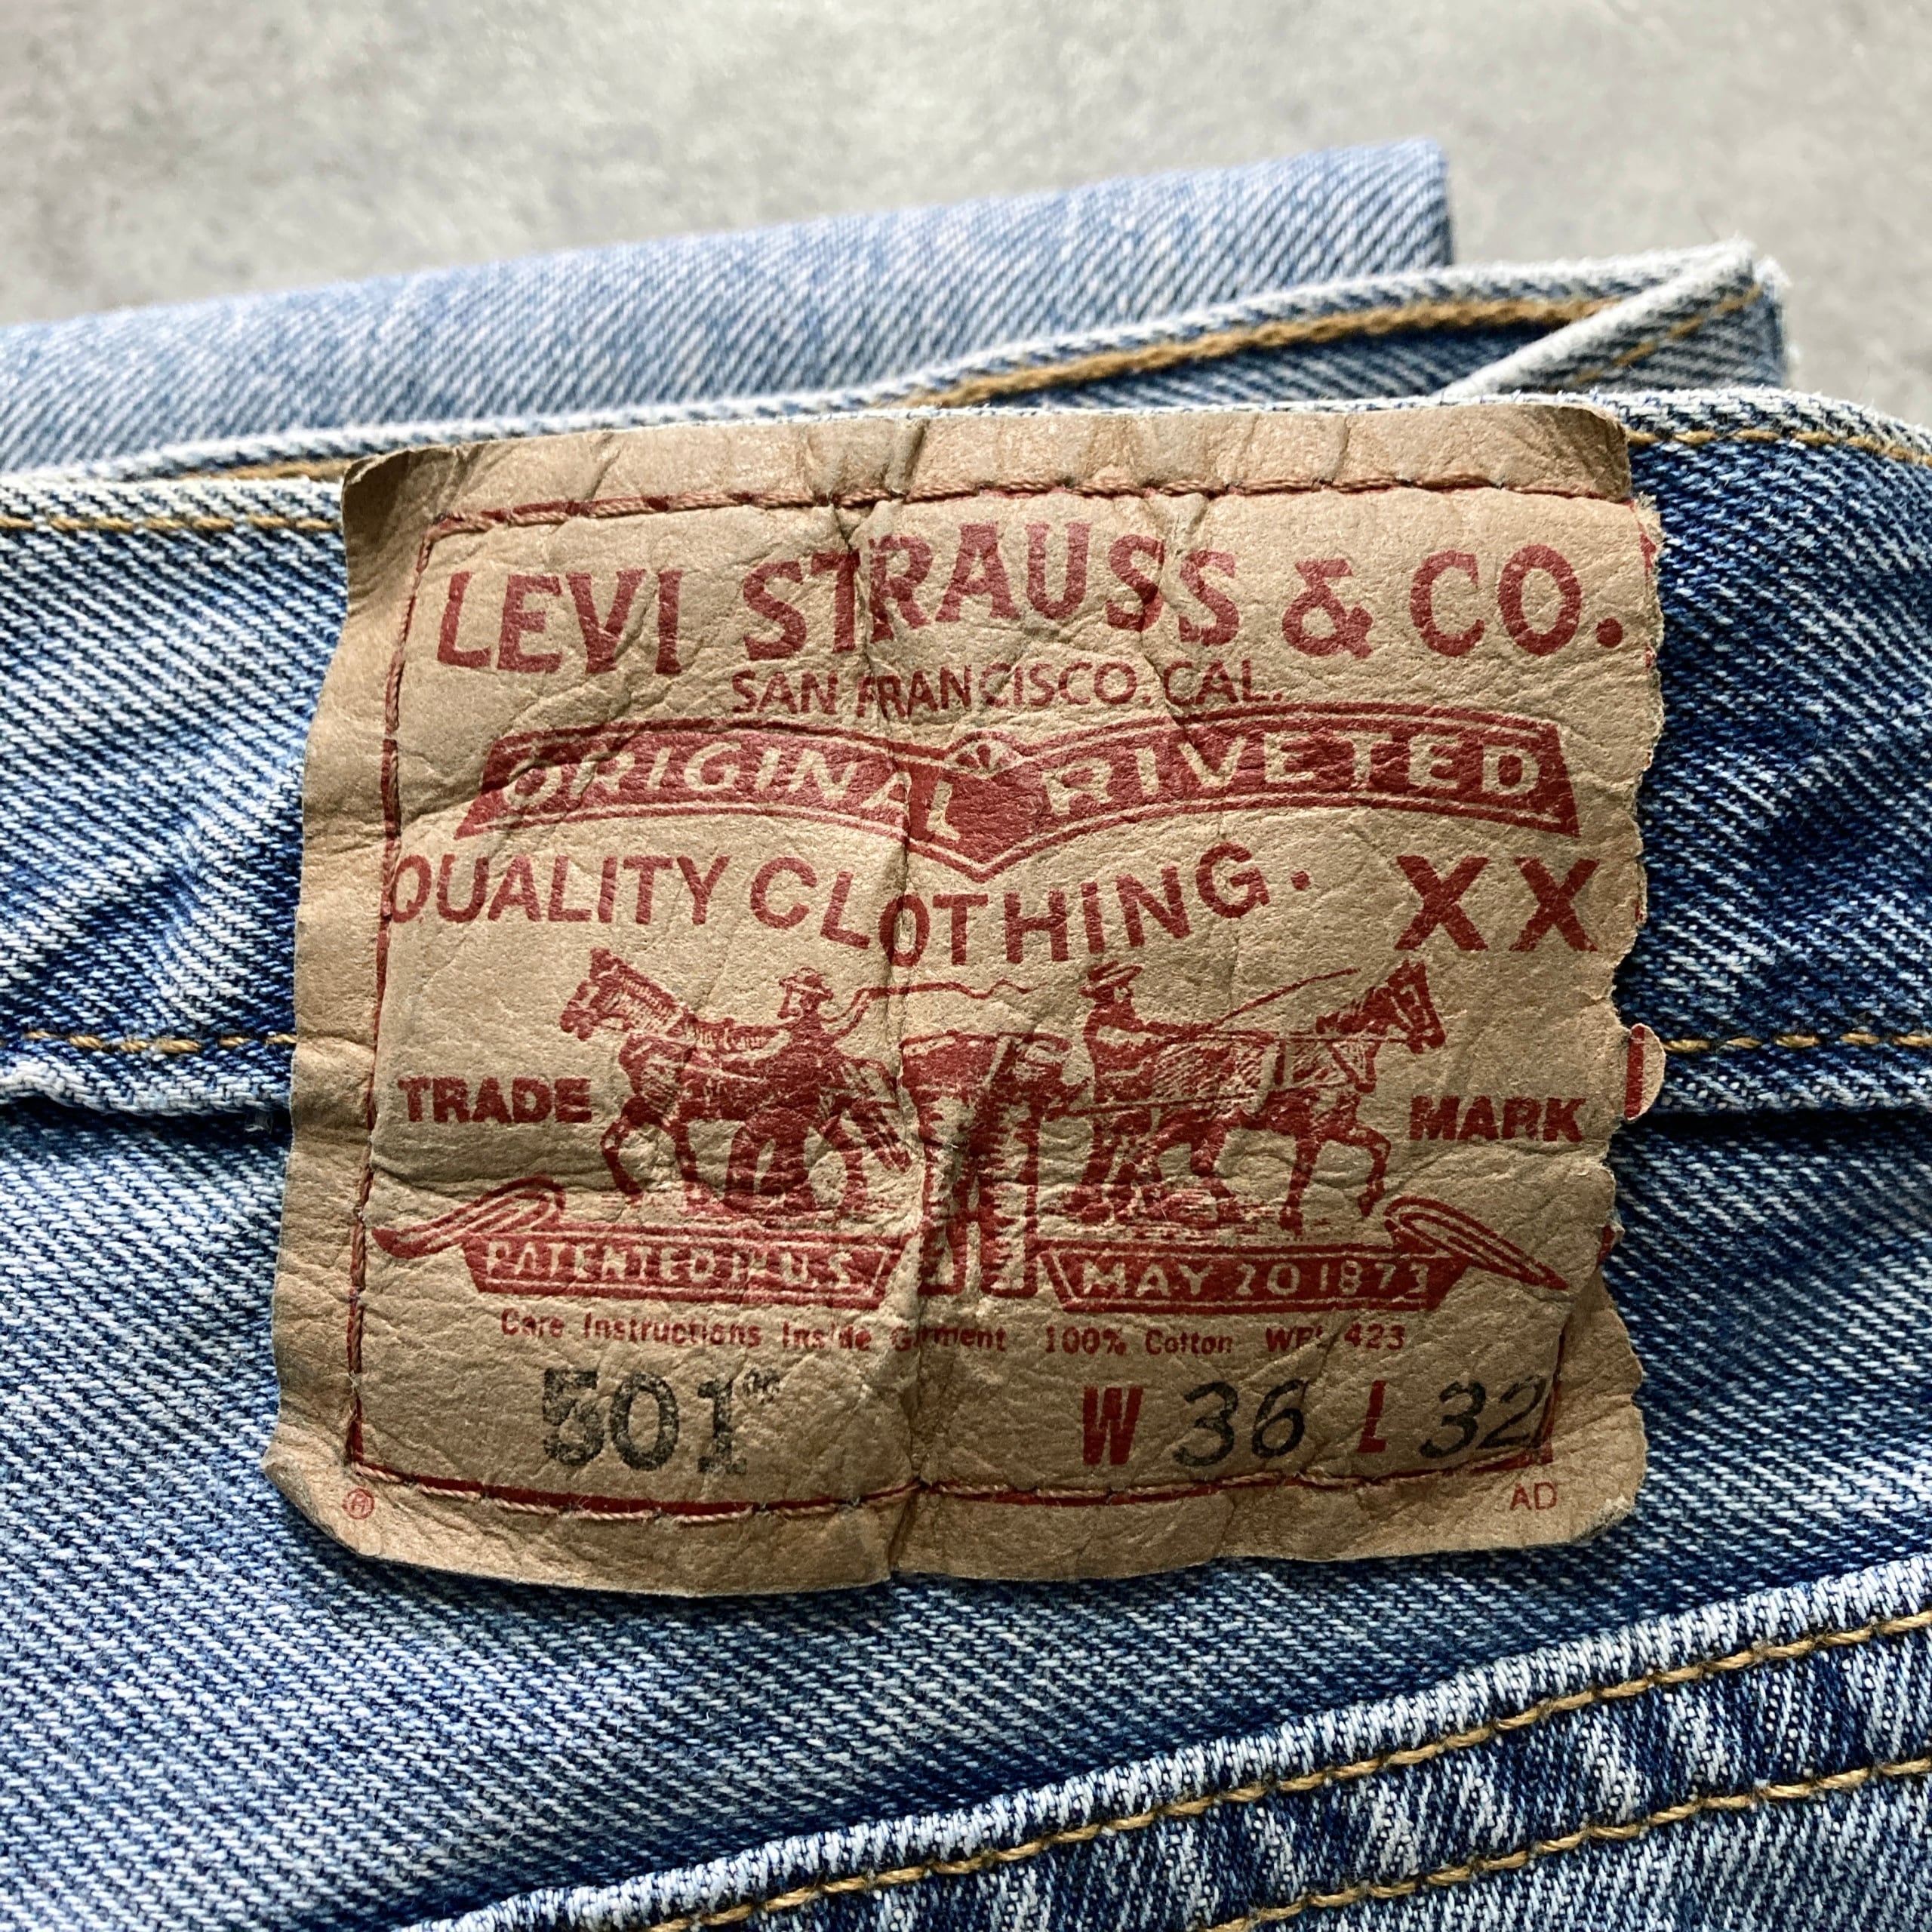 LEVI STRAUSS & CO.
SAN FRANCISCO, CAL.
ORIGINAL RIVETED
QUALITY CLOTHING. XX
TRADE MARK
PATENTED IN U.S. MAY 20 1873
Care Instructions Inside Garment 100% Cotton WPL 423
501 W 36 L 32
® AD